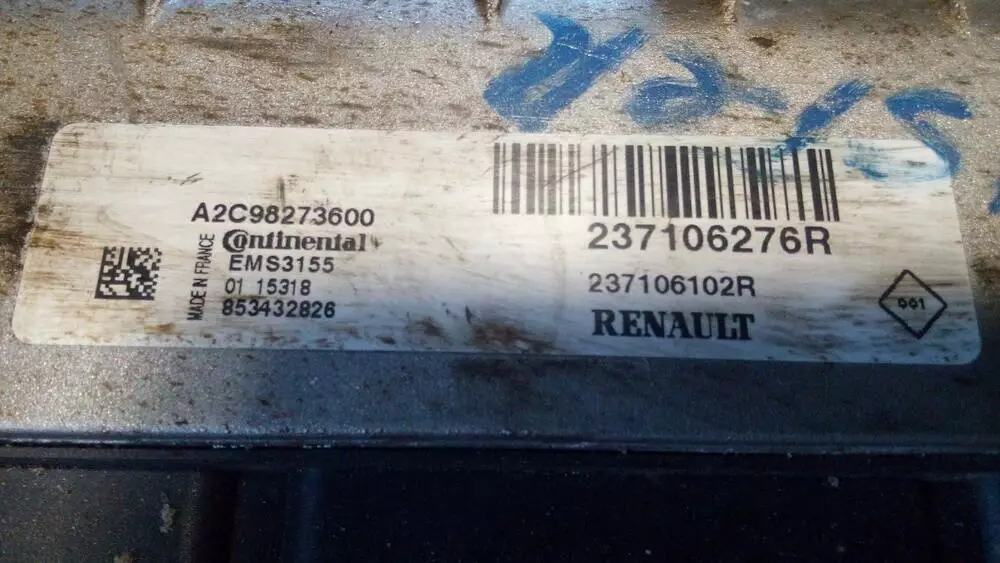 A2C98273600
Continental
EMS3155
01 15318
853432826
MADE IN FRANCE
237106276R
237106102R
RENAULT
001